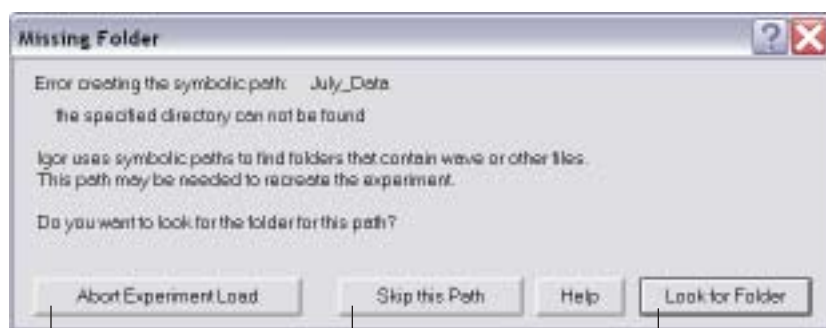 Missing Folder
Error creating the symbolic path: July_Data
the specified directory can not be found
Igor uses symbolic paths to find folders that contain wave or other files.
This path may be needed to recreate the experiment.
Do you want to look for the folder for this path?
Abort Experiment Load Skip this Path Help Look for Folder